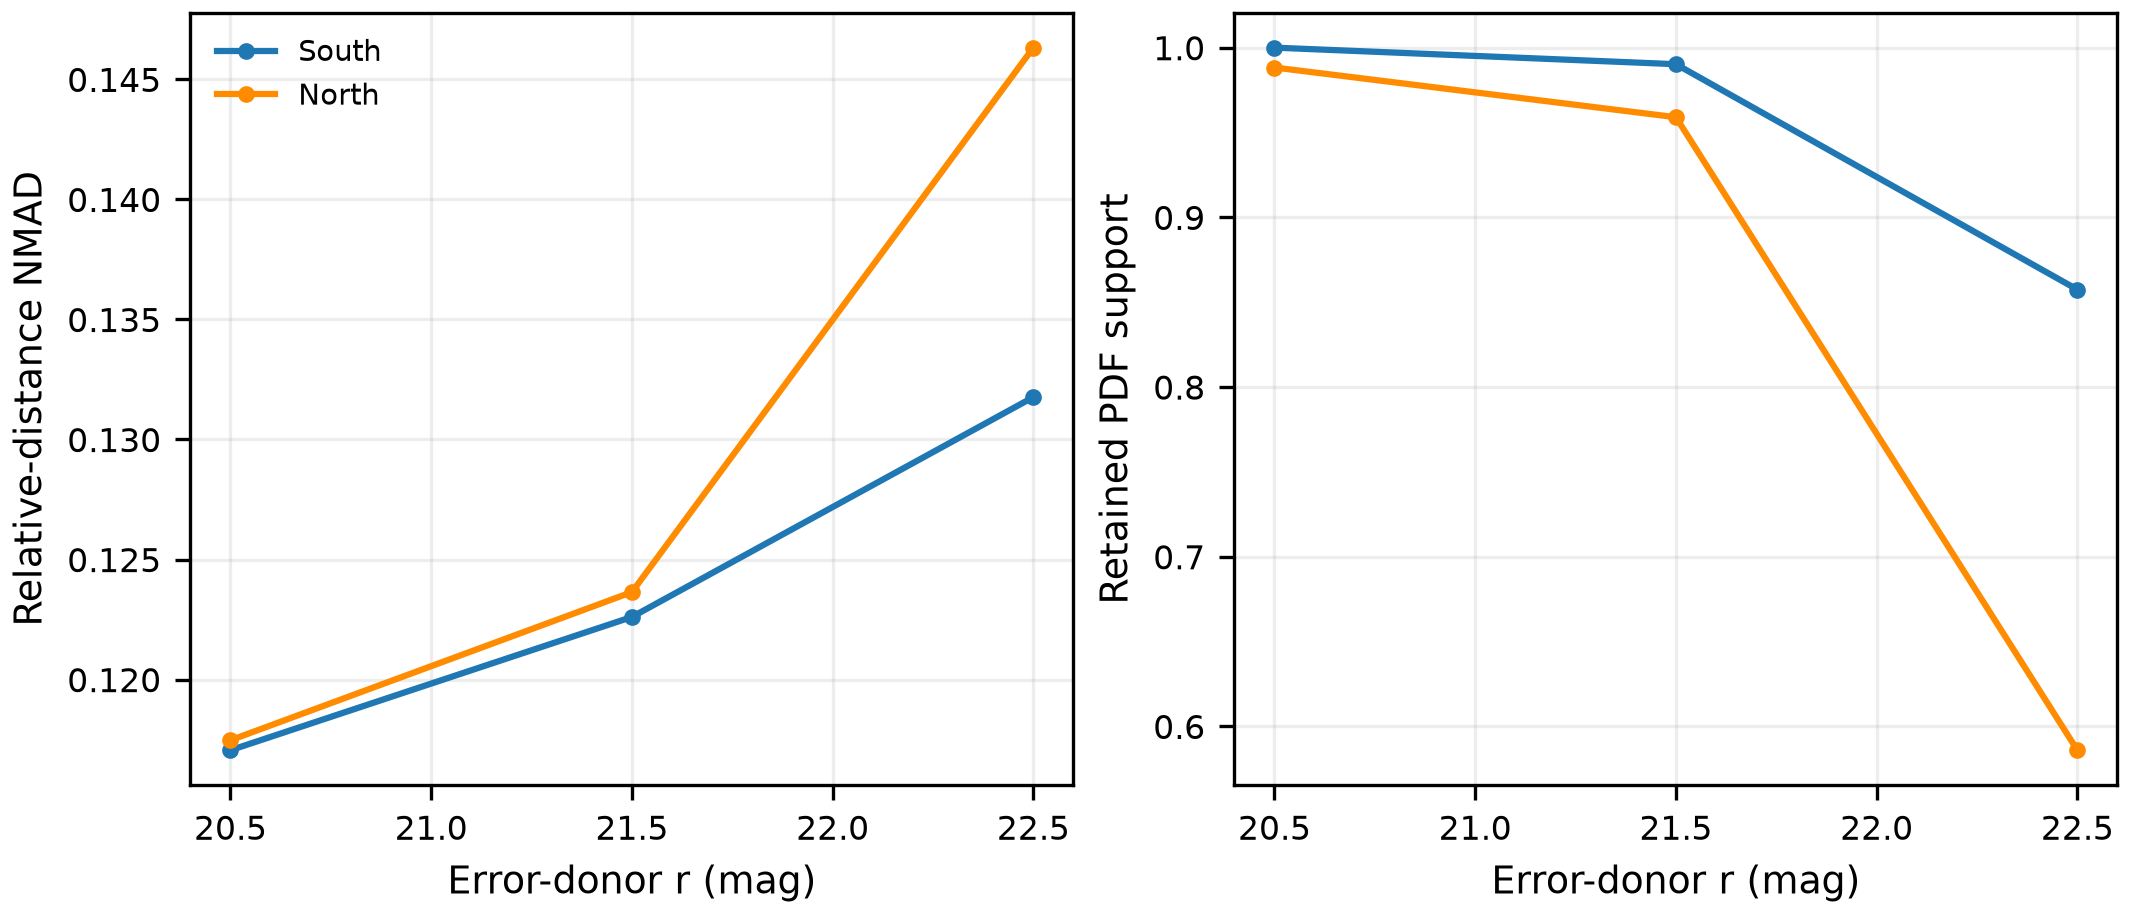 Relative-distance NMAD
0.145
0.140
0.135
0.130
0.125
0.120
South
North
20.5 21.0 21.5 22.0 22.5
Error-donor r (mag)
Retained PDF support
1.0
0.9
0.8
0.7
0.6
20.5 21.0 21.5 22.0 22.5
Error-donor r (mag)